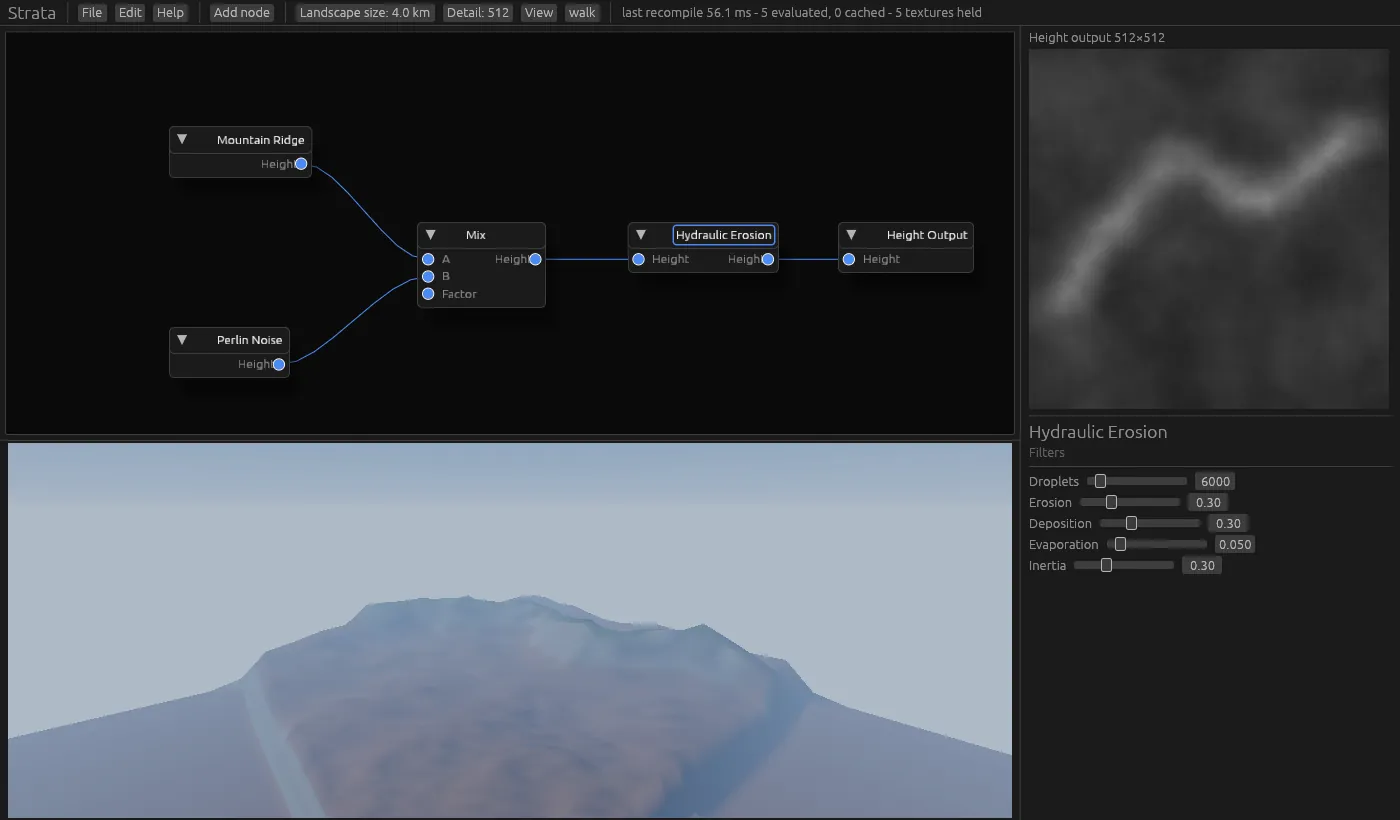 Strata File Edit Help Add node Landscape size: 4.0 km Detail: 512 View walk last recompile 56.1 ms - 5 evaluated, 0 cached - 5 textures held
Height output 512×512
Mountain Ridge
Height
Mix
A Height
B
Factor
Hydraulic Erosion
Height Height
Height Output
Height
Perlin Noise
Height
Hydraulic Erosion
Filters
Droplets 6000
Erosion 0.30
Deposition 0.30
Evaporation 0.050
Inertia 0.30